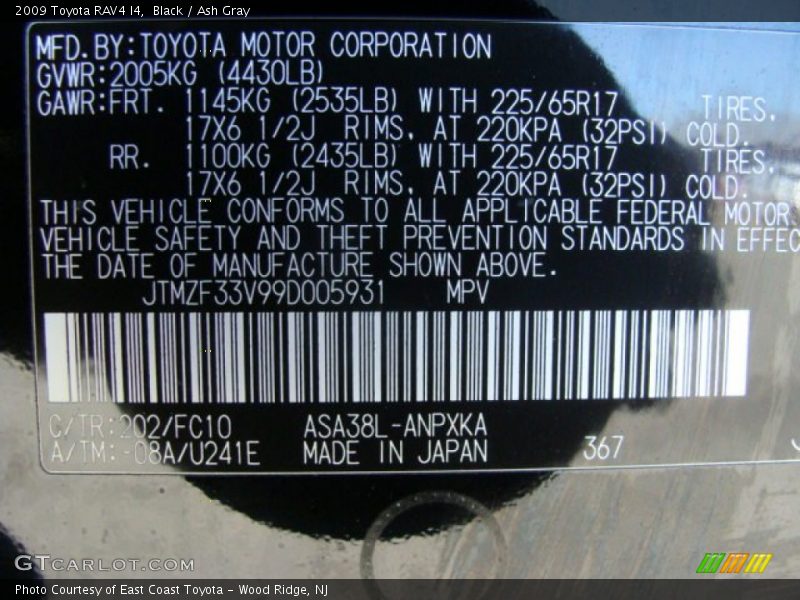 2009 Toyota RAV4 I4,  Black / Ash Gray
MFD.BY:TOYOTA MOTOR CORPORATION
GVWR:2005KG (4430LB)
GAWR:FRT. 1145KG (2535LB) WITH 225/65R17 TIRES,
17X6 1/2J RIMS, AT 220KPA (32PSI) COLD.
RR. 1100KG (2435LB) WITH 225/65R17 TIRES,
17X6 1/2J RIMS, AT 220KPA (32PSI) COLD.
THIS VEHICLE CONFORMS TO ALL APPLICABLE FEDERAL MOTOR
VEHICLE SAFETY AND THEFT PREVENTION STANDARDS IN EFFEC
THE DATE OF MANUFACTURE SHOWN ABOVE.
JTMZF33V99D005931 MPV
C/TR:202/FC10 ASA38L-ANPXKA
A/TM:-08A/U241E MADE IN JAPAN 367
GTCARLOT.COM
Photo Courtesy of East Coast Toyota - Wood Ridge, NJ